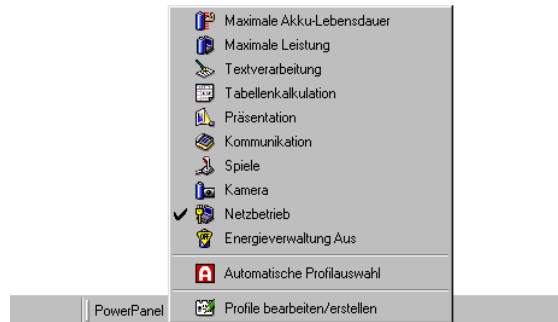 Maximale Akku-Lebensdauer
Maximale Leistung
Textverarbeitung
Tabellenkalkulation
Präsentation
Kommunikation
Spiele
Kamera
Netzbetrieb
Energieverwaltung Aus
Automatische Profilauswahl
PowerPanel
Profile bearbeiten/erstellen